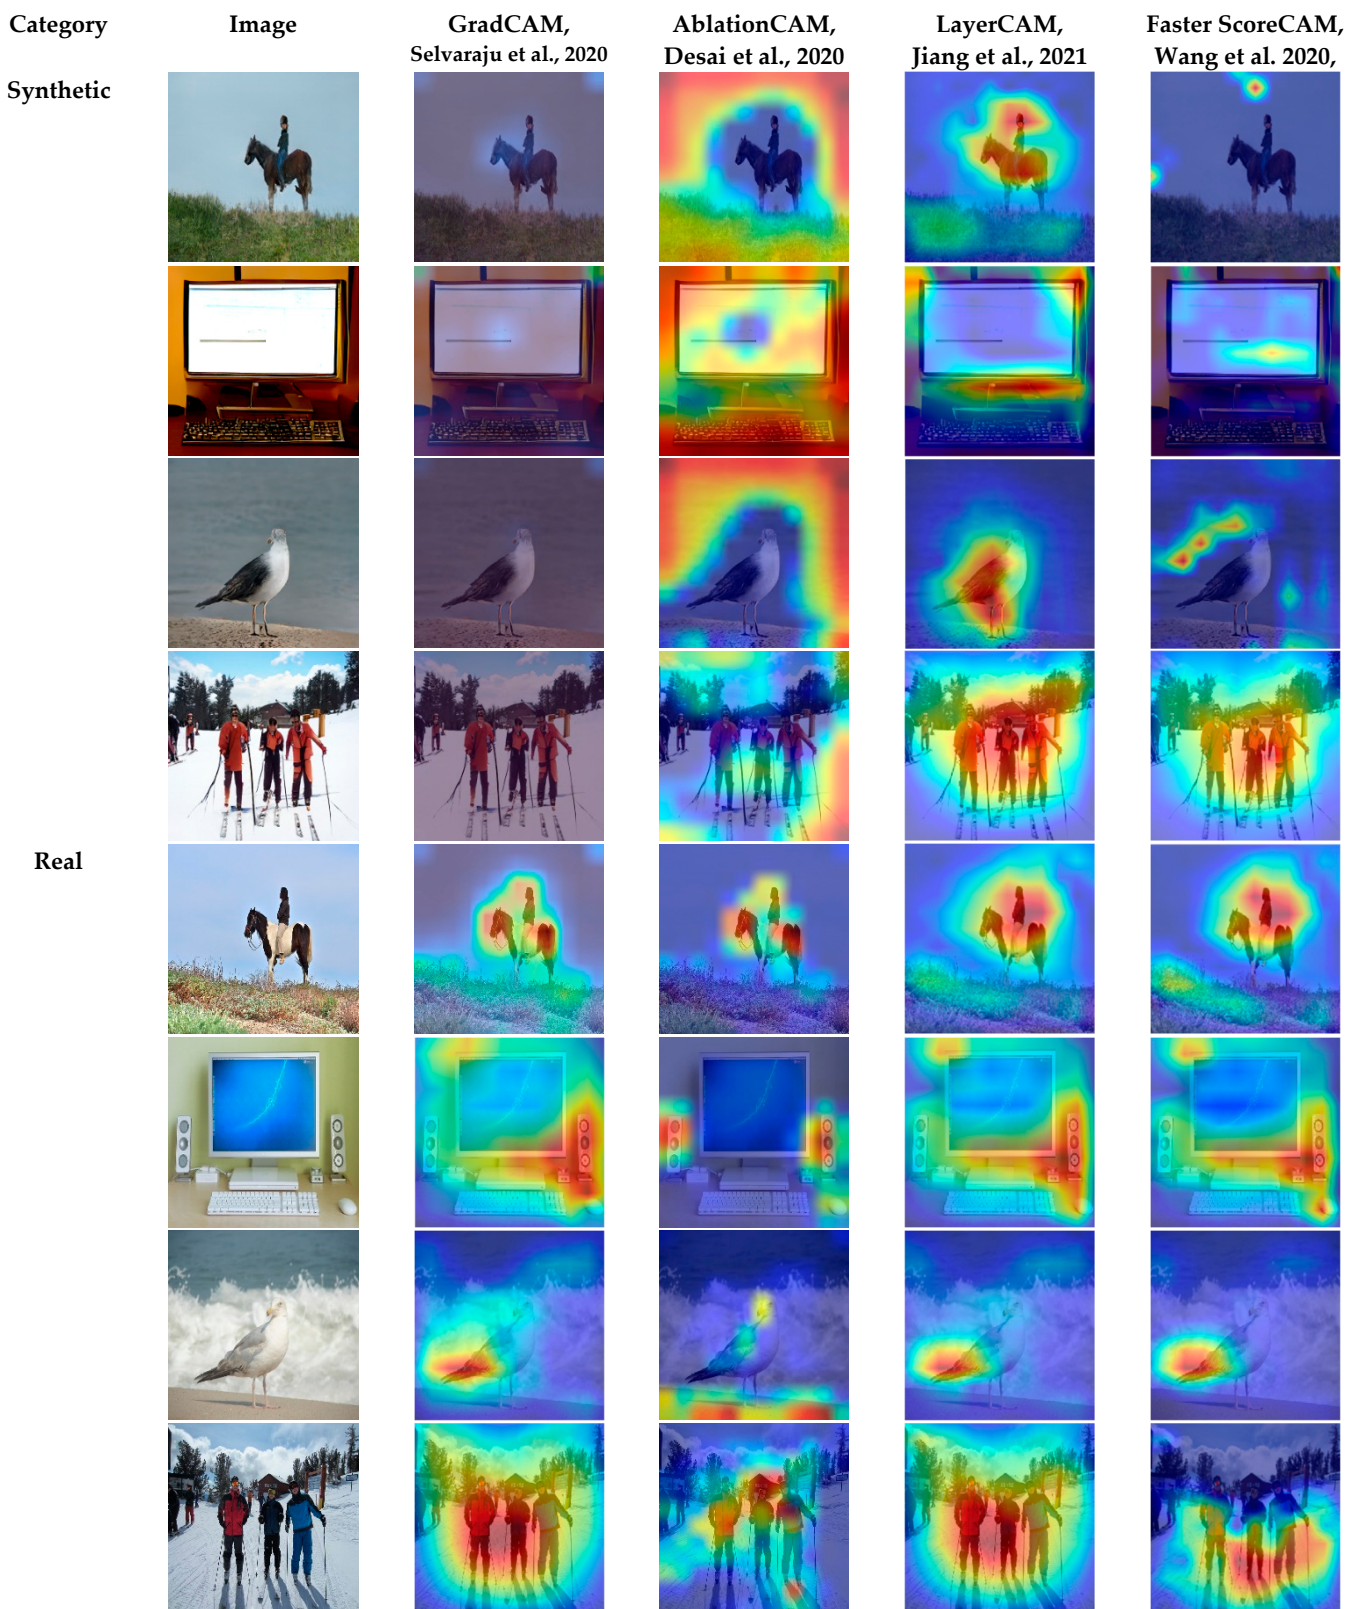 Category
Image
GradCAM,
Selvaraju et al., 2020
AblationCAM,
Desai et al., 2020
LayerCAM,
Jiang et al., 2021
Faster ScoreCAM,
Wang et al. 2020,
Synthetic
Real